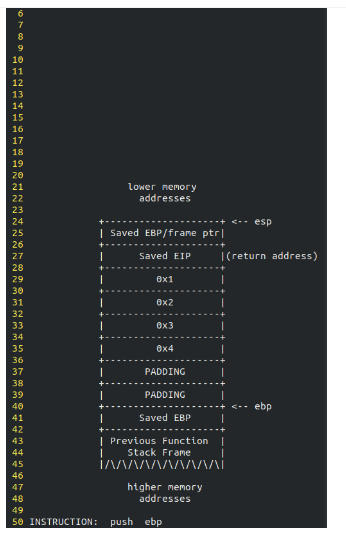 6
7
8
9
10
11
12
13
14
15
16
17
18
19
20
21 lower memory
22 addresses
23
24 +--------------------+ <-- esp
25 | Saved EBP/frame ptr|
26 +--------------------+
27 | Saved EIP |(return address)
28 +--------------------+
29 | 0x1 |
30 +--------------------+
31 | 0x2 |
32 +--------------------+
33 | 0x3 |
34 +--------------------+
35 | 0x4 |
36 +--------------------+
37 | PADDING |
38 +--------------------+
39 | PADDING |
40 +--------------------+ <-- ebp
41 | Saved EBP |
42 +--------------------+
43 | Previous Function |
44 | Stack Frame |
45 |/\/\/\/\/\/\/\/\/\/\|
46
47 higher memory
48 addresses
49
50 INSTRUCTION: push ebp